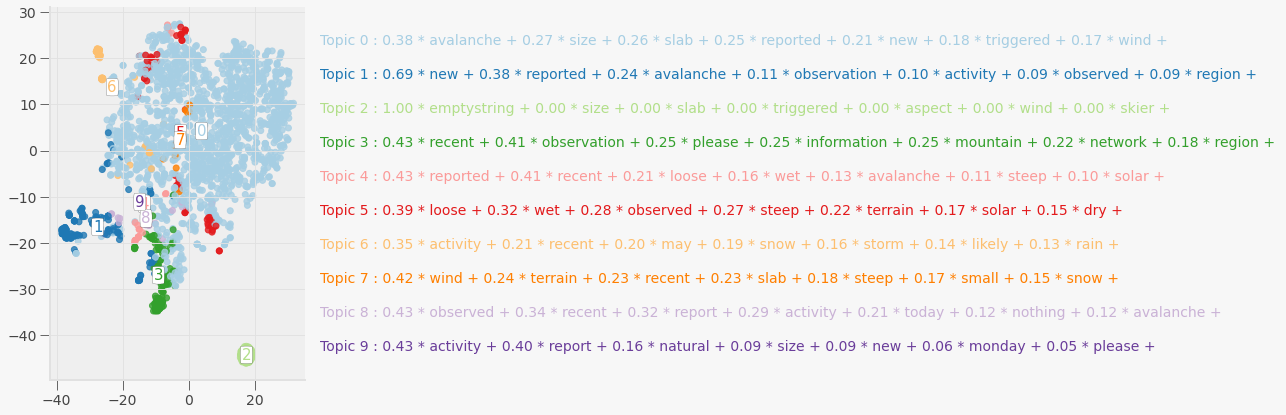 30
20
10
0
−10
−20
−30
−40
−40
−20
0
20
6
5
7
0
9
8
1
3
2
Topic 0 : 0.38 * avalanche + 0.27 * size + 0.26 * slab + 0.25 * reported + 0.21 * new + 0.18 * triggered + 0.17 * wind +
Topic 1 : 0.69 * new + 0.38 * reported + 0.24 * avalanche + 0.11 * observation + 0.10 * activity + 0.09 * observed + 0.09 * region +
Topic 2 : 1.00 * emptystring + 0.00 * size + 0.00 * slab + 0.00 * triggered + 0.00 * aspect + 0.00 * wind + 0.00 * skier +
Topic 3 : 0.43 * recent + 0.41 * observation + 0.25 * please + 0.25 * information + 0.25 * mountain + 0.22 * network + 0.18 * region +
Topic 4 : 0.43 * reported + 0.41 * recent + 0.21 * loose + 0.16 * wet + 0.13 * avalanche + 0.11 * steep + 0.10 * solar +
Topic 5 : 0.39 * loose + 0.32 * wet + 0.28 * observed + 0.27 * steep + 0.22 * terrain + 0.17 * solar + 0.15 * dry +
Topic 6 : 0.35 * activity + 0.21 * recent + 0.20 * may + 0.19 * snow + 0.16 * storm + 0.14 * likely + 0.13 * rain +
Topic 7 : 0.42 * wind + 0.24 * terrain + 0.23 * recent + 0.23 * slab + 0.18 * steep + 0.17 * small + 0.15 * snow +
Topic 8 : 0.43 * observed + 0.34 * recent + 0.32 * report + 0.29 * activity + 0.21 * today + 0.12 * nothing + 0.12 * avalanche +
Topic 9 : 0.43 * activity + 0.40 * report + 0.16 * natural + 0.09 * size + 0.09 * new + 0.06 * monday + 0.05 * please +